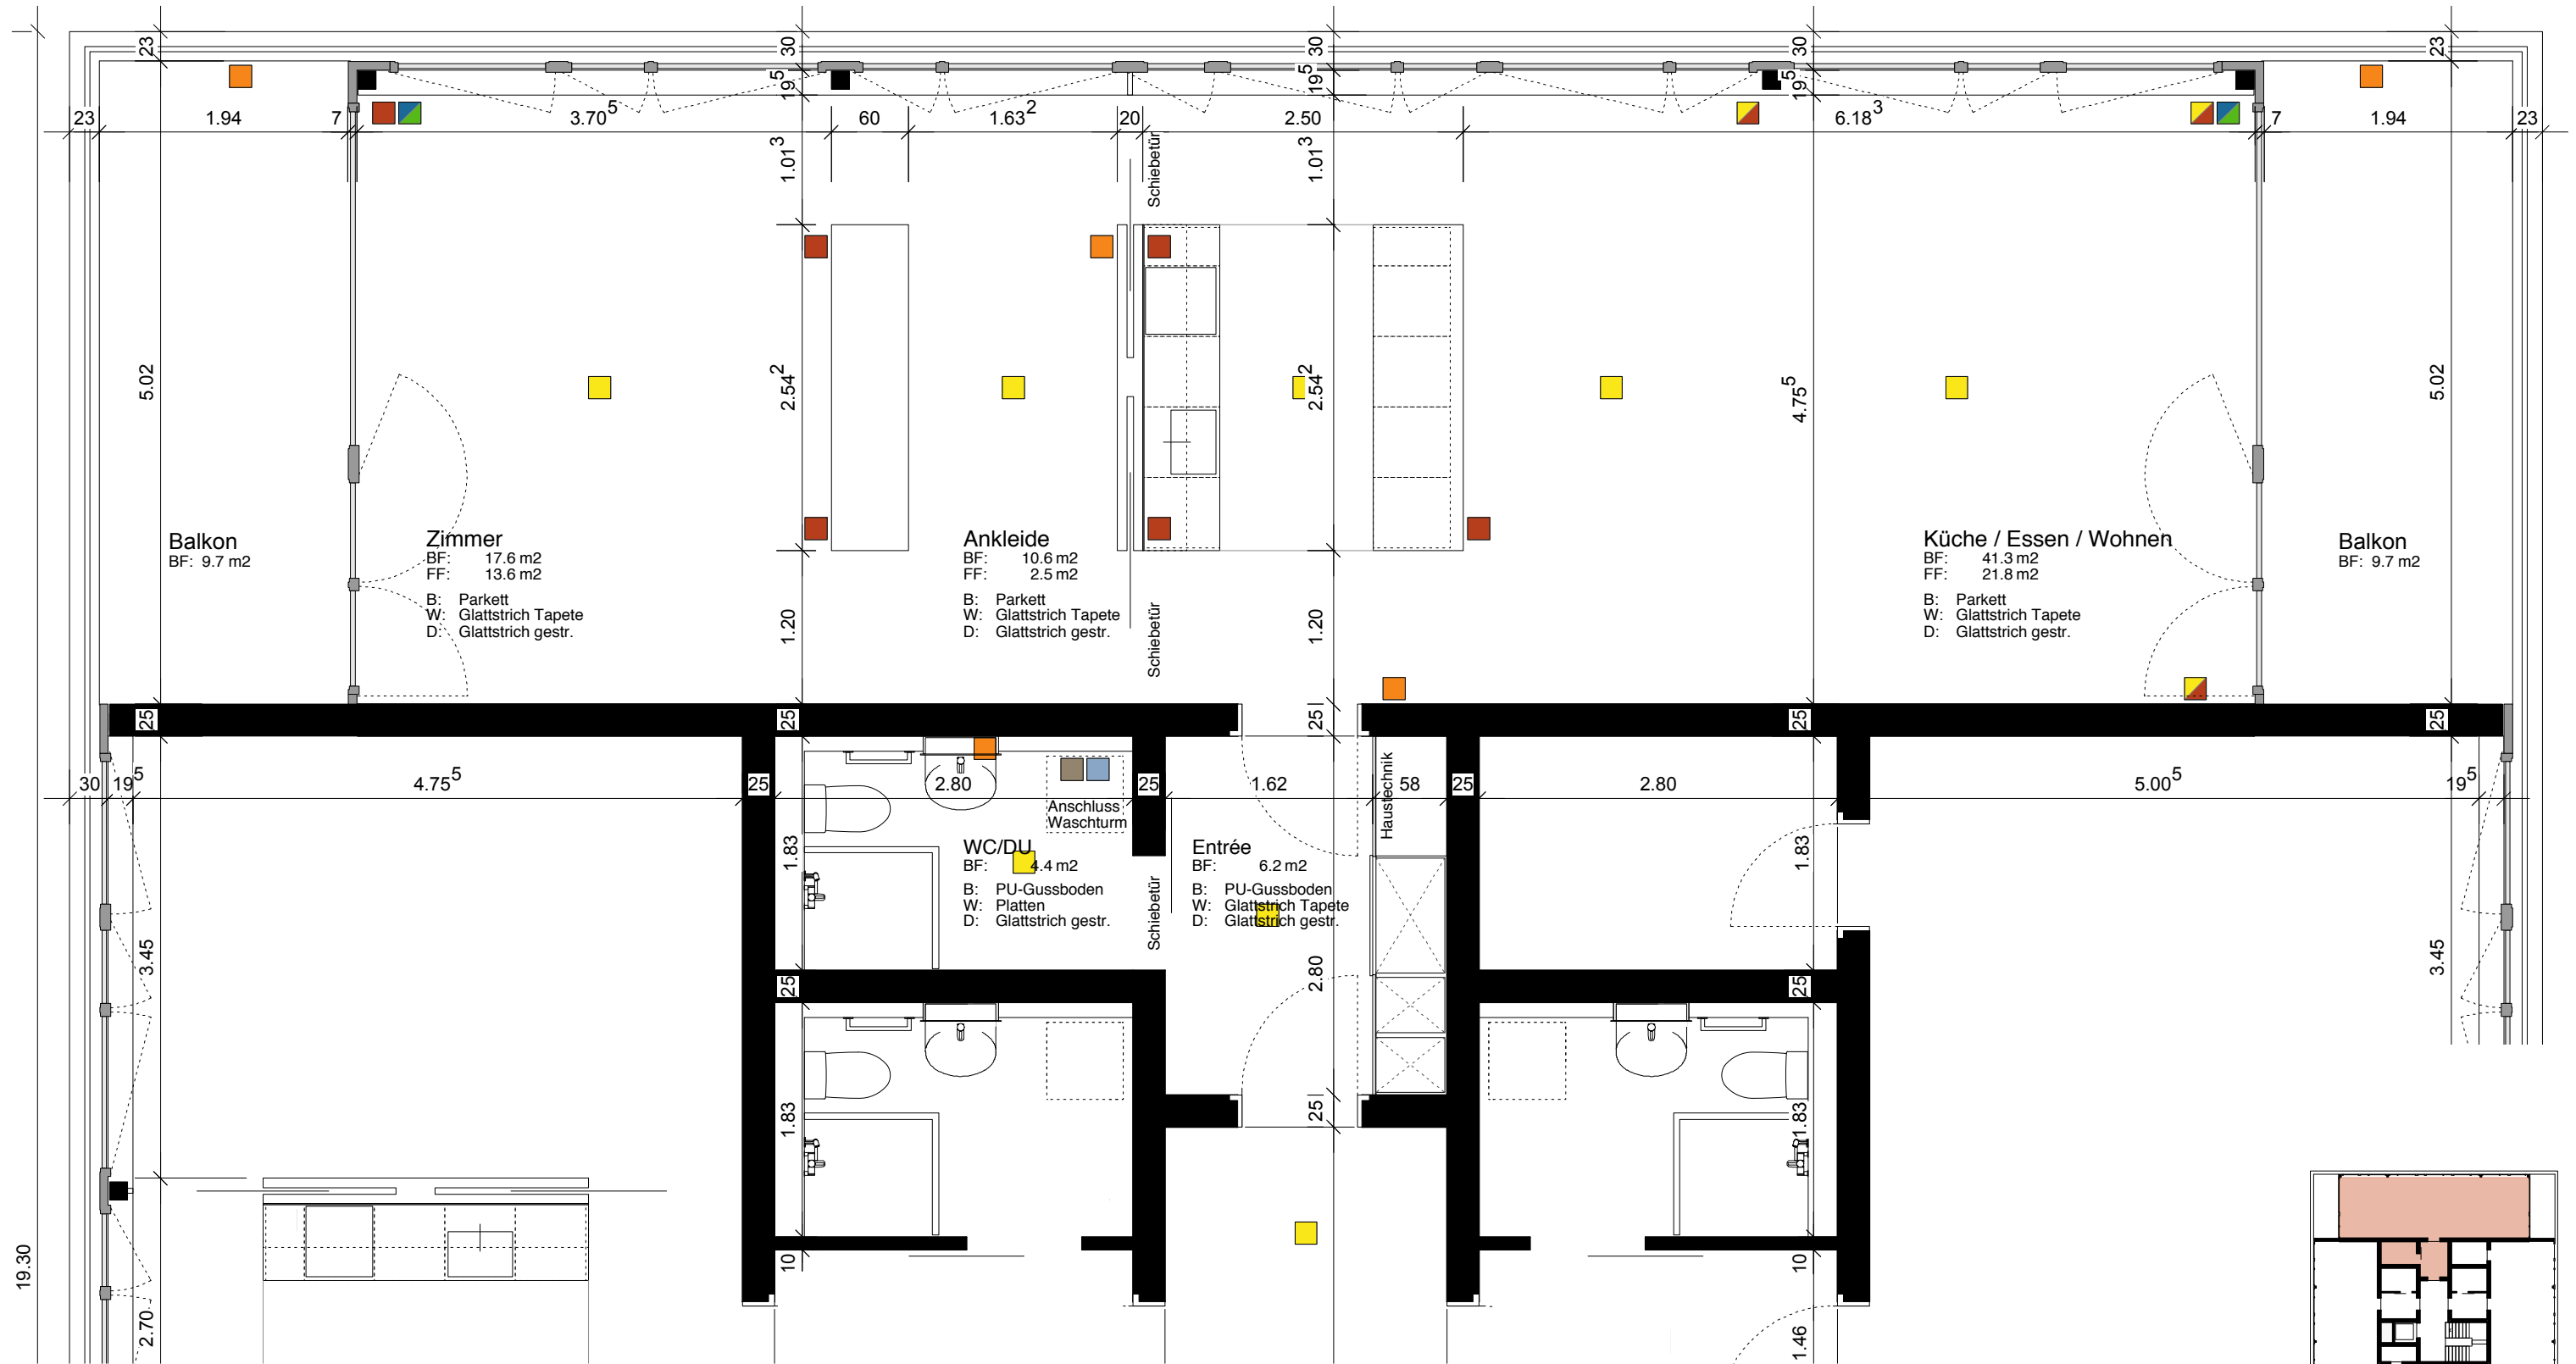 23
30
30
30
23
19⁵
19⁵
19⁵
23
1.94
7
3.70⁵
60
1.63²
20
2.50
6.18³
7
1.94
23
1.01³
Schiebetür
1.01³
5.02
2.54²
2.54²
4.75⁵
5.02
Balkon
BF: 9.7 m2
Zimmer
BF: 17.6 m2
FF: 13.6 m2
B: Parkett
W: Glattstrich Tapete
D: Glattstrich gestr.
Ankleide
BF: 10.6 m2
FF: 2.5 m2
B: Parkett
W: Glattstrich Tapete
D: Glattstrich gestr.
Küche / Essen / Wohnen
BF: 41.3 m2
FF: 21.8 m2
B: Parkett
W: Glattstrich Tapete
D: Glattstrich gestr.
Balkon
BF: 9.7 m2
1.20
Schiebetür
1.20
25
25
25
25
25
30
19⁵
4.75⁵
25
2.80
25
1.62
58
25
2.80
5.00⁵
19⁵
Haustechnik
Anschluss
Waschturm
1.83
WC/DU
BF: 4.4 m2
B: PU-Gussboden
W: Platten
D: Glattstrich gestr.
Schiebetür
Entrée
BF: 6.2 m2
B: PU-Gussboden
W: Glattstrich Tapete
D: Glattstrich gestr.
1.83
3.45
2.80
3.45
25
25
25
1.83
1.83
19.30
10
10
2.70
1.46